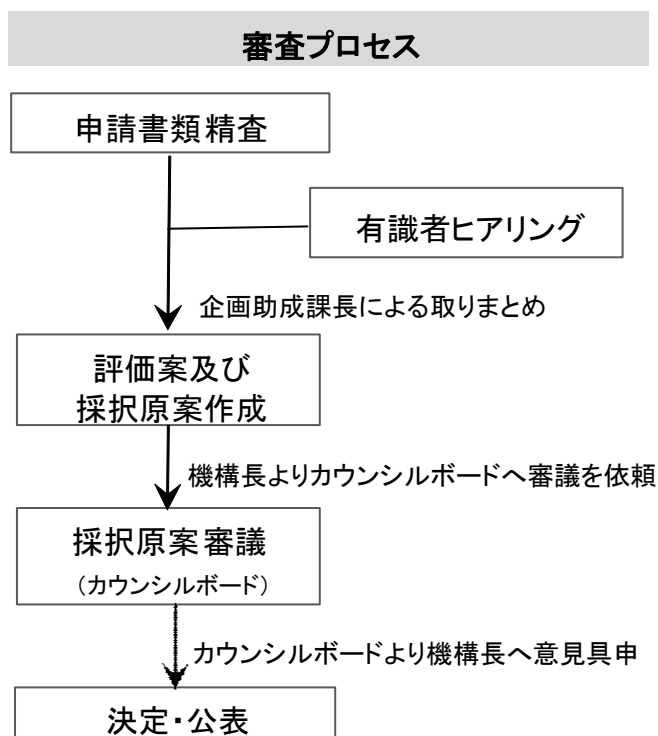 審査プロセス
申請書類精査
有識者ヒアリング
企画助成課長による取りまとめ
評価案及び
採択原案作成
機構長よりカウンシルボードへ審議を依頼
採択原案審議
（カウンシルボード）
カウンシルボードより機構長へ意見具申
決定・公表